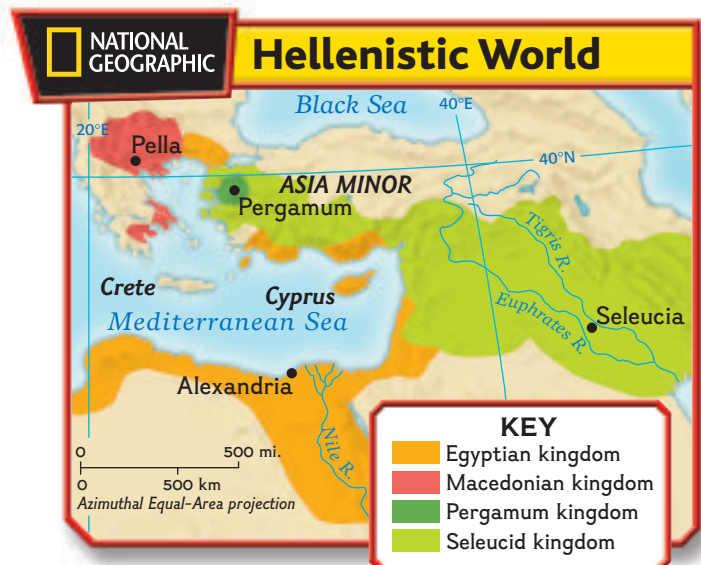 NATIONAL
GEOGRAPHIC
Hellenistic World
Black Sea
40°E
20°E
Pella
40°N
ASIA MINOR
Pergamum
Tigris R.
Crete
Cyprus
Euphrates R.
Seleucia
Mediterranean Sea
Alexandria
Nile R.
0 500 mi.
0 500 km
Azimuthal Equal-Area projection
KEY
Egyptian kingdom
Macedonian kingdom
Pergamum kingdom
Seleucid kingdom